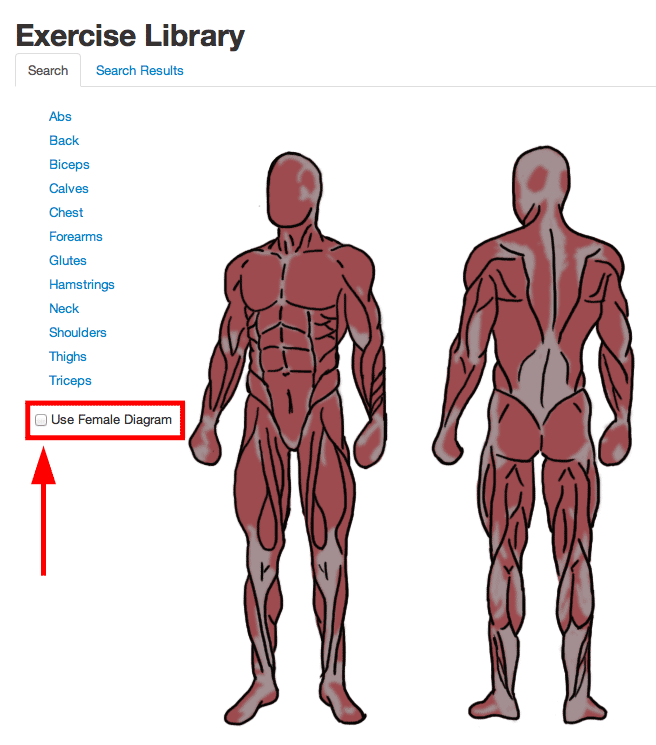 Exercise Library
Search
Search Results
Abs
Back
Biceps
Calves
Chest
Forearms
Glutes
Hamstrings
Neck
Shoulders
Thighs
Triceps
Use Female Diagram